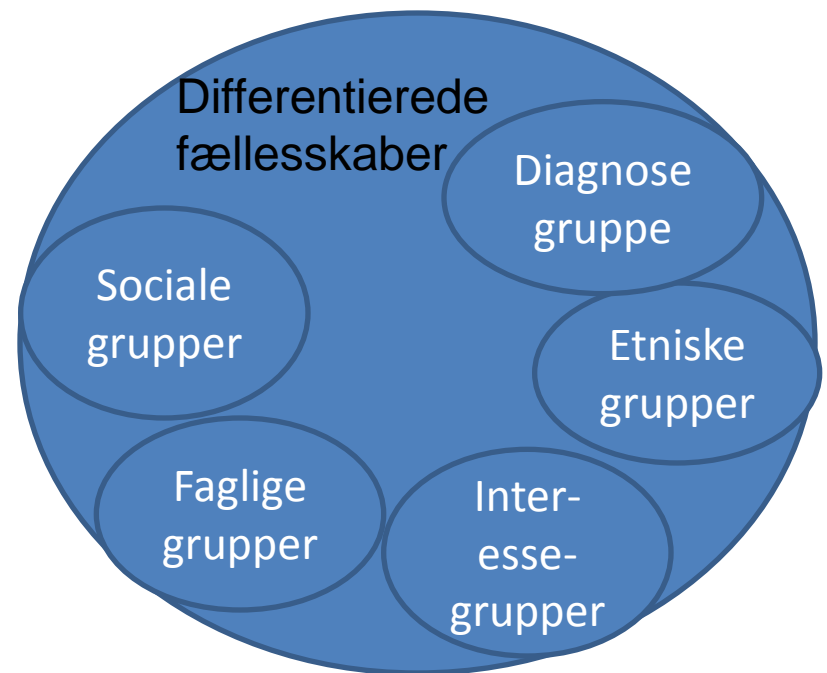 Differentierede
fællesskaber
Diagnose
gruppe
Sociale
grupper
Etniske
grupper
Faglige
grupper
Inter-
esse-
grupper